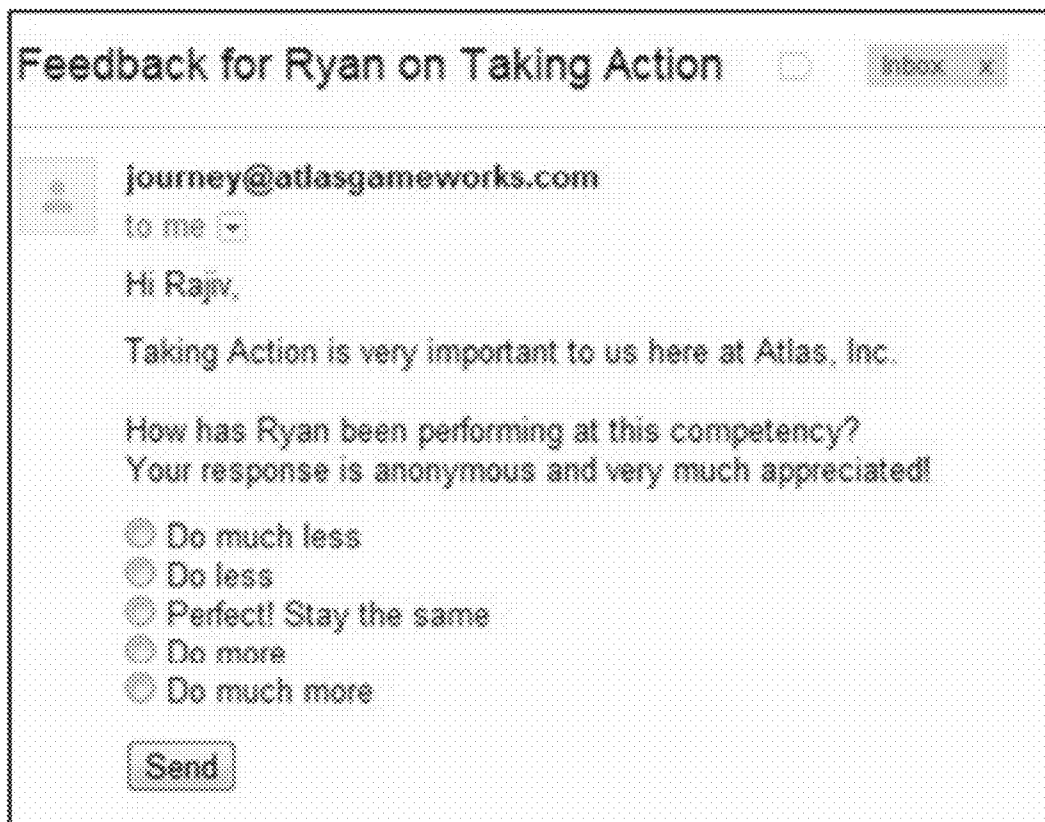 Feedback for Ryan on Taking Action
Inbox x
journey@atlasgameworks.com
to me
Hi Rajiv,
Taking Action is very important to us here at Atlas, Inc.
How has Ryan been performing at this competency?
Your response is anonymous and very much appreciated!
Do much less
Do less
Perfect! Stay the same
Do more
Do much more
Send